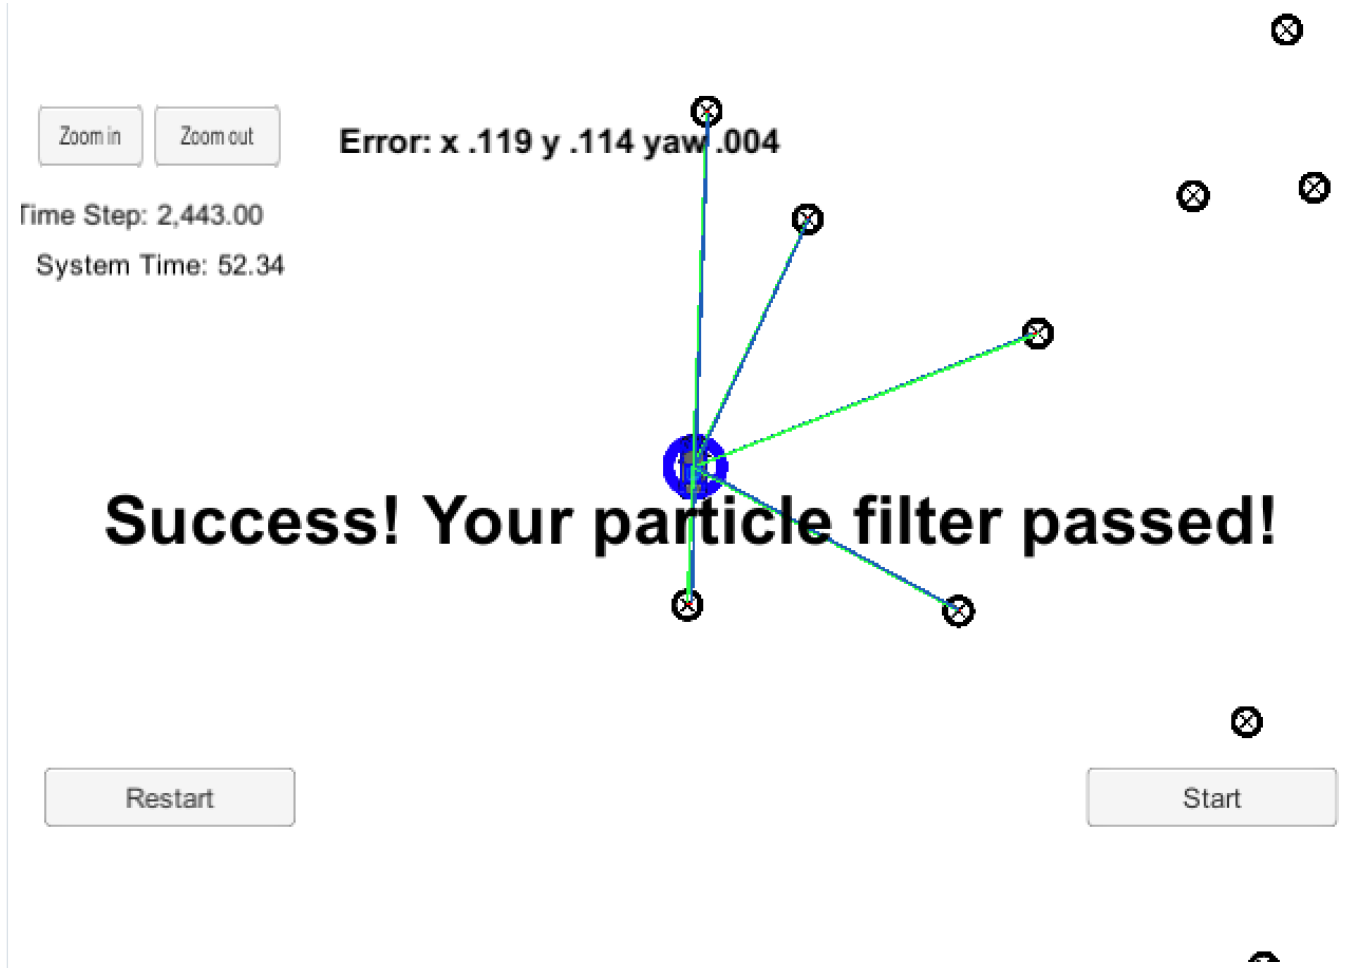 Zoom in
Zoom out
Error: x .119 y .114 yaw .004
Time Step: 2,443.00
System Time: 52.34
Success! Your particle filter passed!
Restart
Start